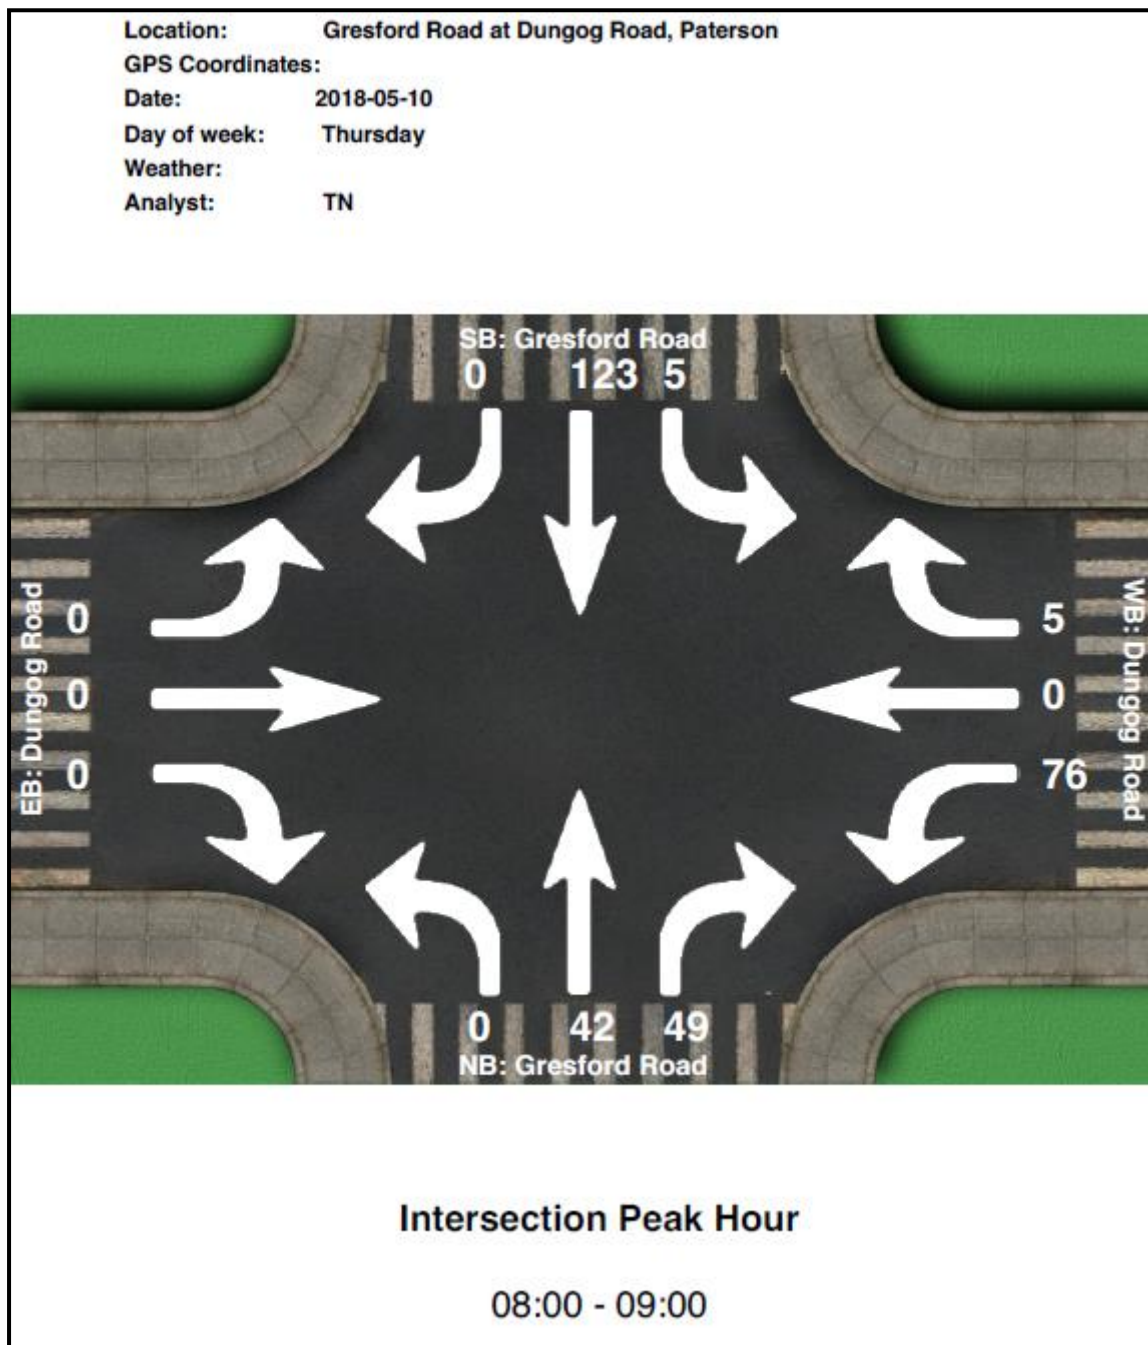 Location: Gresford Road at Dungog Road, Paterson
GPS Coordinates:
Date: 2018-05-10
Day of week: Thursday
Weather:
Analyst: TN
SB: Gresford Road
0 123 5
EB: Dungog Road
0
0
0
5
0
76
WB: Dungog Road
0 42 49
NB: Gresford Road
Intersection Peak Hour
08:00 - 09:00